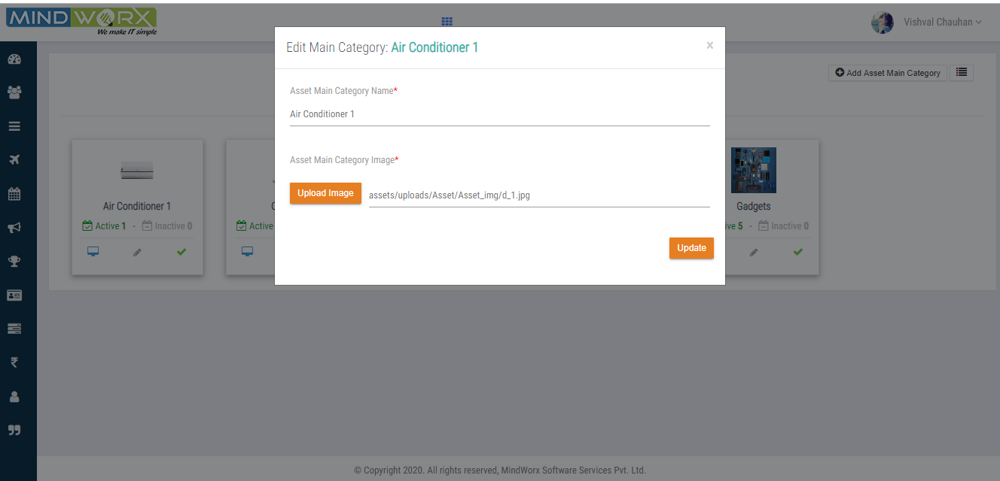 MINDWORX
We make IT simple
Vishval Chauhan
Edit Main Category: Air Conditioner 1
x
Add Asset Main Category
Asset Main Category Name*
Air Conditioner 1
Asset Main Category Image*
Upload Image
assets/uploads/Asset/Asset_img/d_1.jpg
Update
Air Conditioner 1
Active 1 - Inactive 0
C
Active
Gadgets
ive 5 - Inactive 0
© Copyright 2020. All rights reserved, MindWorx Software Services Pvt. Ltd.